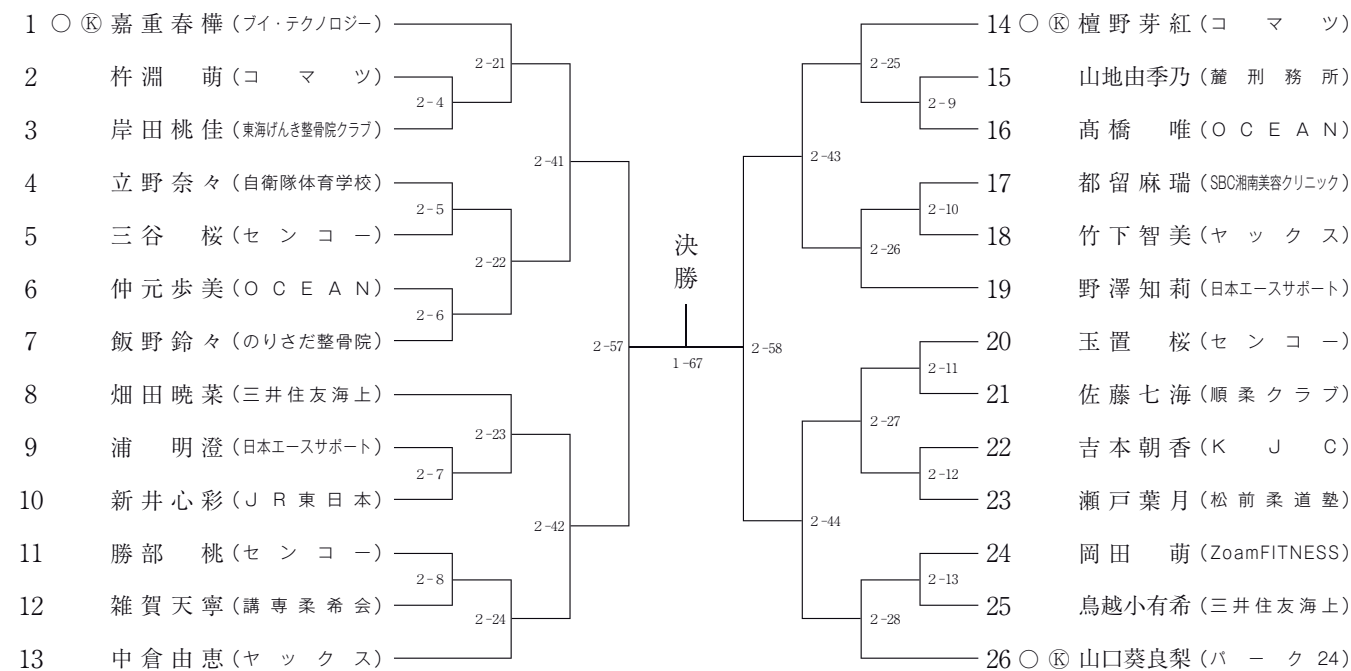 1 ○ Ⓚ 嘉重春樺(ブイ・テクノロジー)
2 杵淵 萌(コマツ)
3 岸田桃佳(東海げんき整骨院クラブ)
4 立野奈々(自衛隊体育学校)
5 三谷 桜(センコー)
6 仲元歩美(OCEAN)
7 飯野鈴々(のりさだ整骨院)
8 畑田暁菜(三井住友海上)
9 浦 明澄(日本エースサポート)
10 新井心彩(JR東日本)
11 勝部 桃(センコー)
12 雑賀天寧(講専柔希会)
13 中倉由恵(ヤックス)
2-21
2-4
2-41
2-5
2-22
2-6
2-57
2-23
2-7
2-42
2-8
2-24
決勝
1-67
2-25
2-9
2-43
2-10
2-26
2-58
2-11
2-27
2-12
2-44
2-13
2-28
14 ○ Ⓚ 檀野芽紅(コマツ)
15 山地由季乃(麓刑務所)
16 髙橋 唯(OCEAN)
17 都留麻瑞(SBC湘南美容クリニック)
18 竹下智美(ヤックス)
19 野澤知莉(日本エースサポート)
20 玉置 桜(センコー)
21 佐藤七海(順柔クラブ)
22 吉本朝香(KJC)
23 瀬戸葉月(松前柔道塾)
24 岡田 萌(ZoamFITNESS)
25 鳥越小有希(三井住友海上)
26 ○ Ⓚ 山口葵良梨(パーク24)